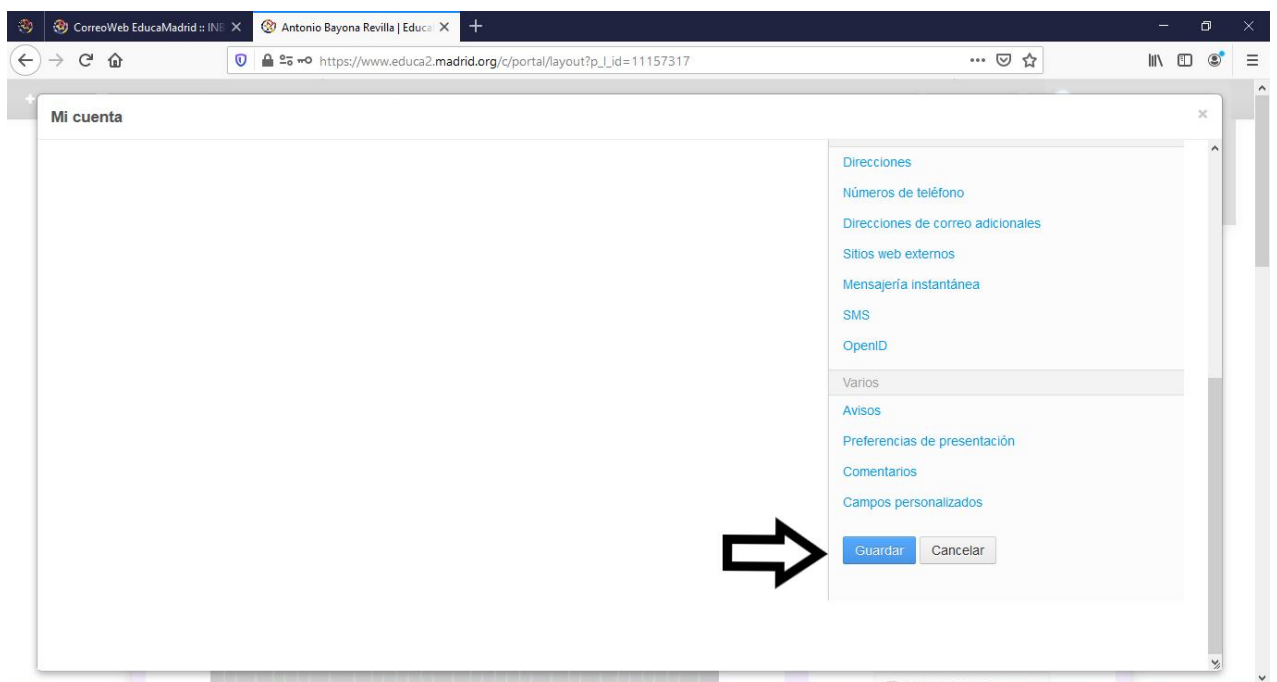 CorreoWeb EducaMadrid :: INB
Antonio Bayona Revilla | Educa
https://www.educa2.madrid.org/c/portal/layout?p_l_id=11157317
Mi cuenta
Direcciones
Números de teléfono
Direcciones de correo adicionales
Sitios web externos
Mensajería instantánea
SMS
OpenID
Varios
Avisos
Preferencias de presentación
Comentarios
Campos personalizados
Guardar Cancelar